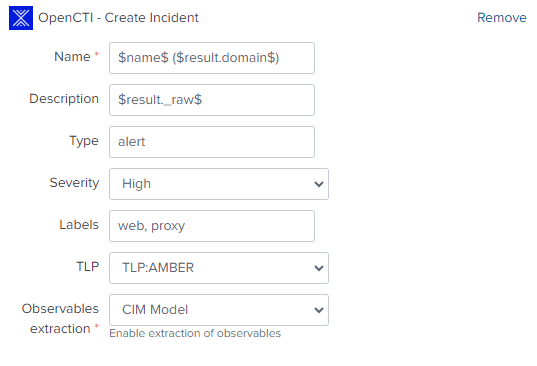 OpenCTI - Create Incident Remove
Name * $name$ ($result.domain$)
Description $result._raw$
Type alert
Severity High
Labels web, proxy
TLP TLP:AMBER
Observables extraction * CIM Model
Enable extraction of observables